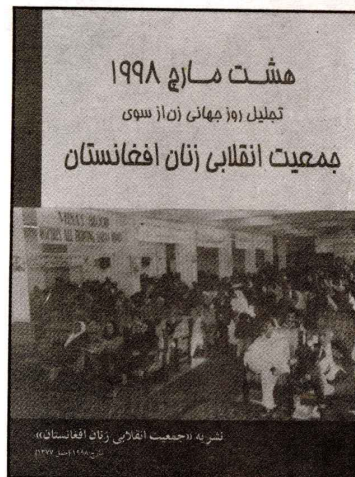 هشت مارچ ۱۹۹۸
تجلیل روز جهانی زن از سوی
جمعیت انقلابی زنان افغانستان
نشریه «جمعیت انقلابی زنان افغانستان»